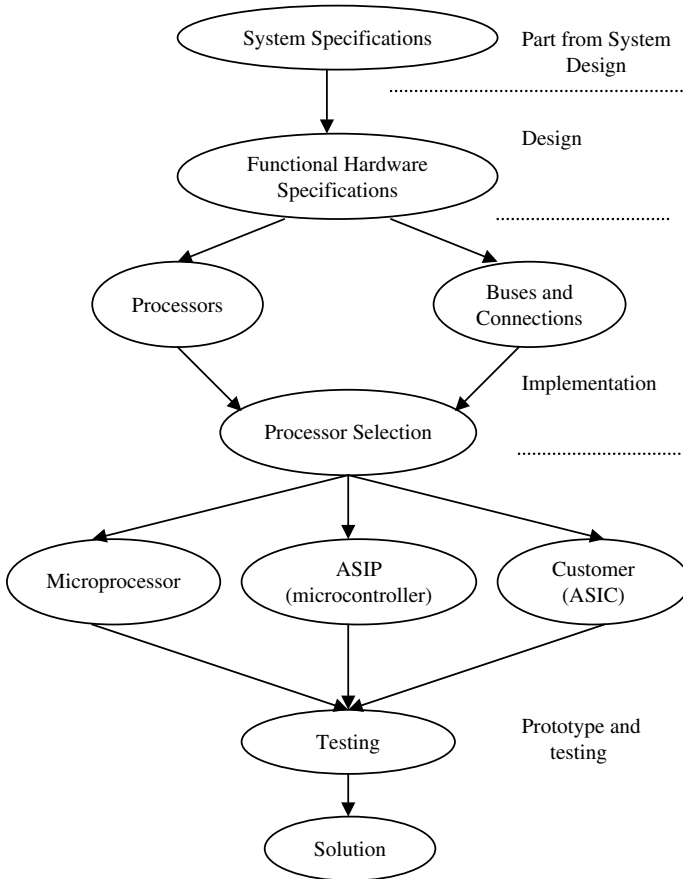 System Specifications
Part from System
Design
Design
Functional Hardware
Specifications
Processors
Buses and
Connections
Implementation
Processor Selection
Microprocessor
ASIP
(microcontroller)
Customer
(ASIC)
Testing
Prototype and
testing
Solution